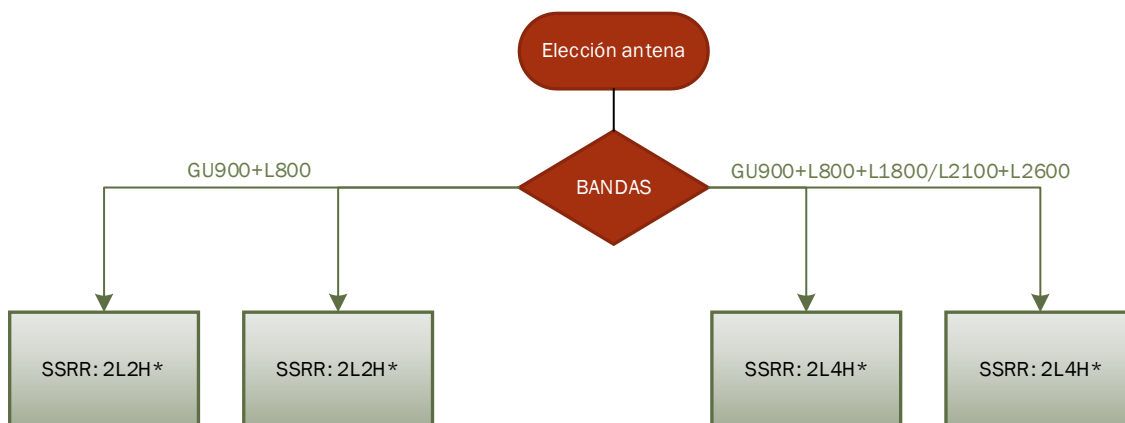 Elección antena
GU900+L800
BANDAS
GU900+L800+L1800/L2100+L2600
SSRR: 2L2H*
SSRR: 2L2H*
SSRR: 2L4H*
SSRR: 2L4H*